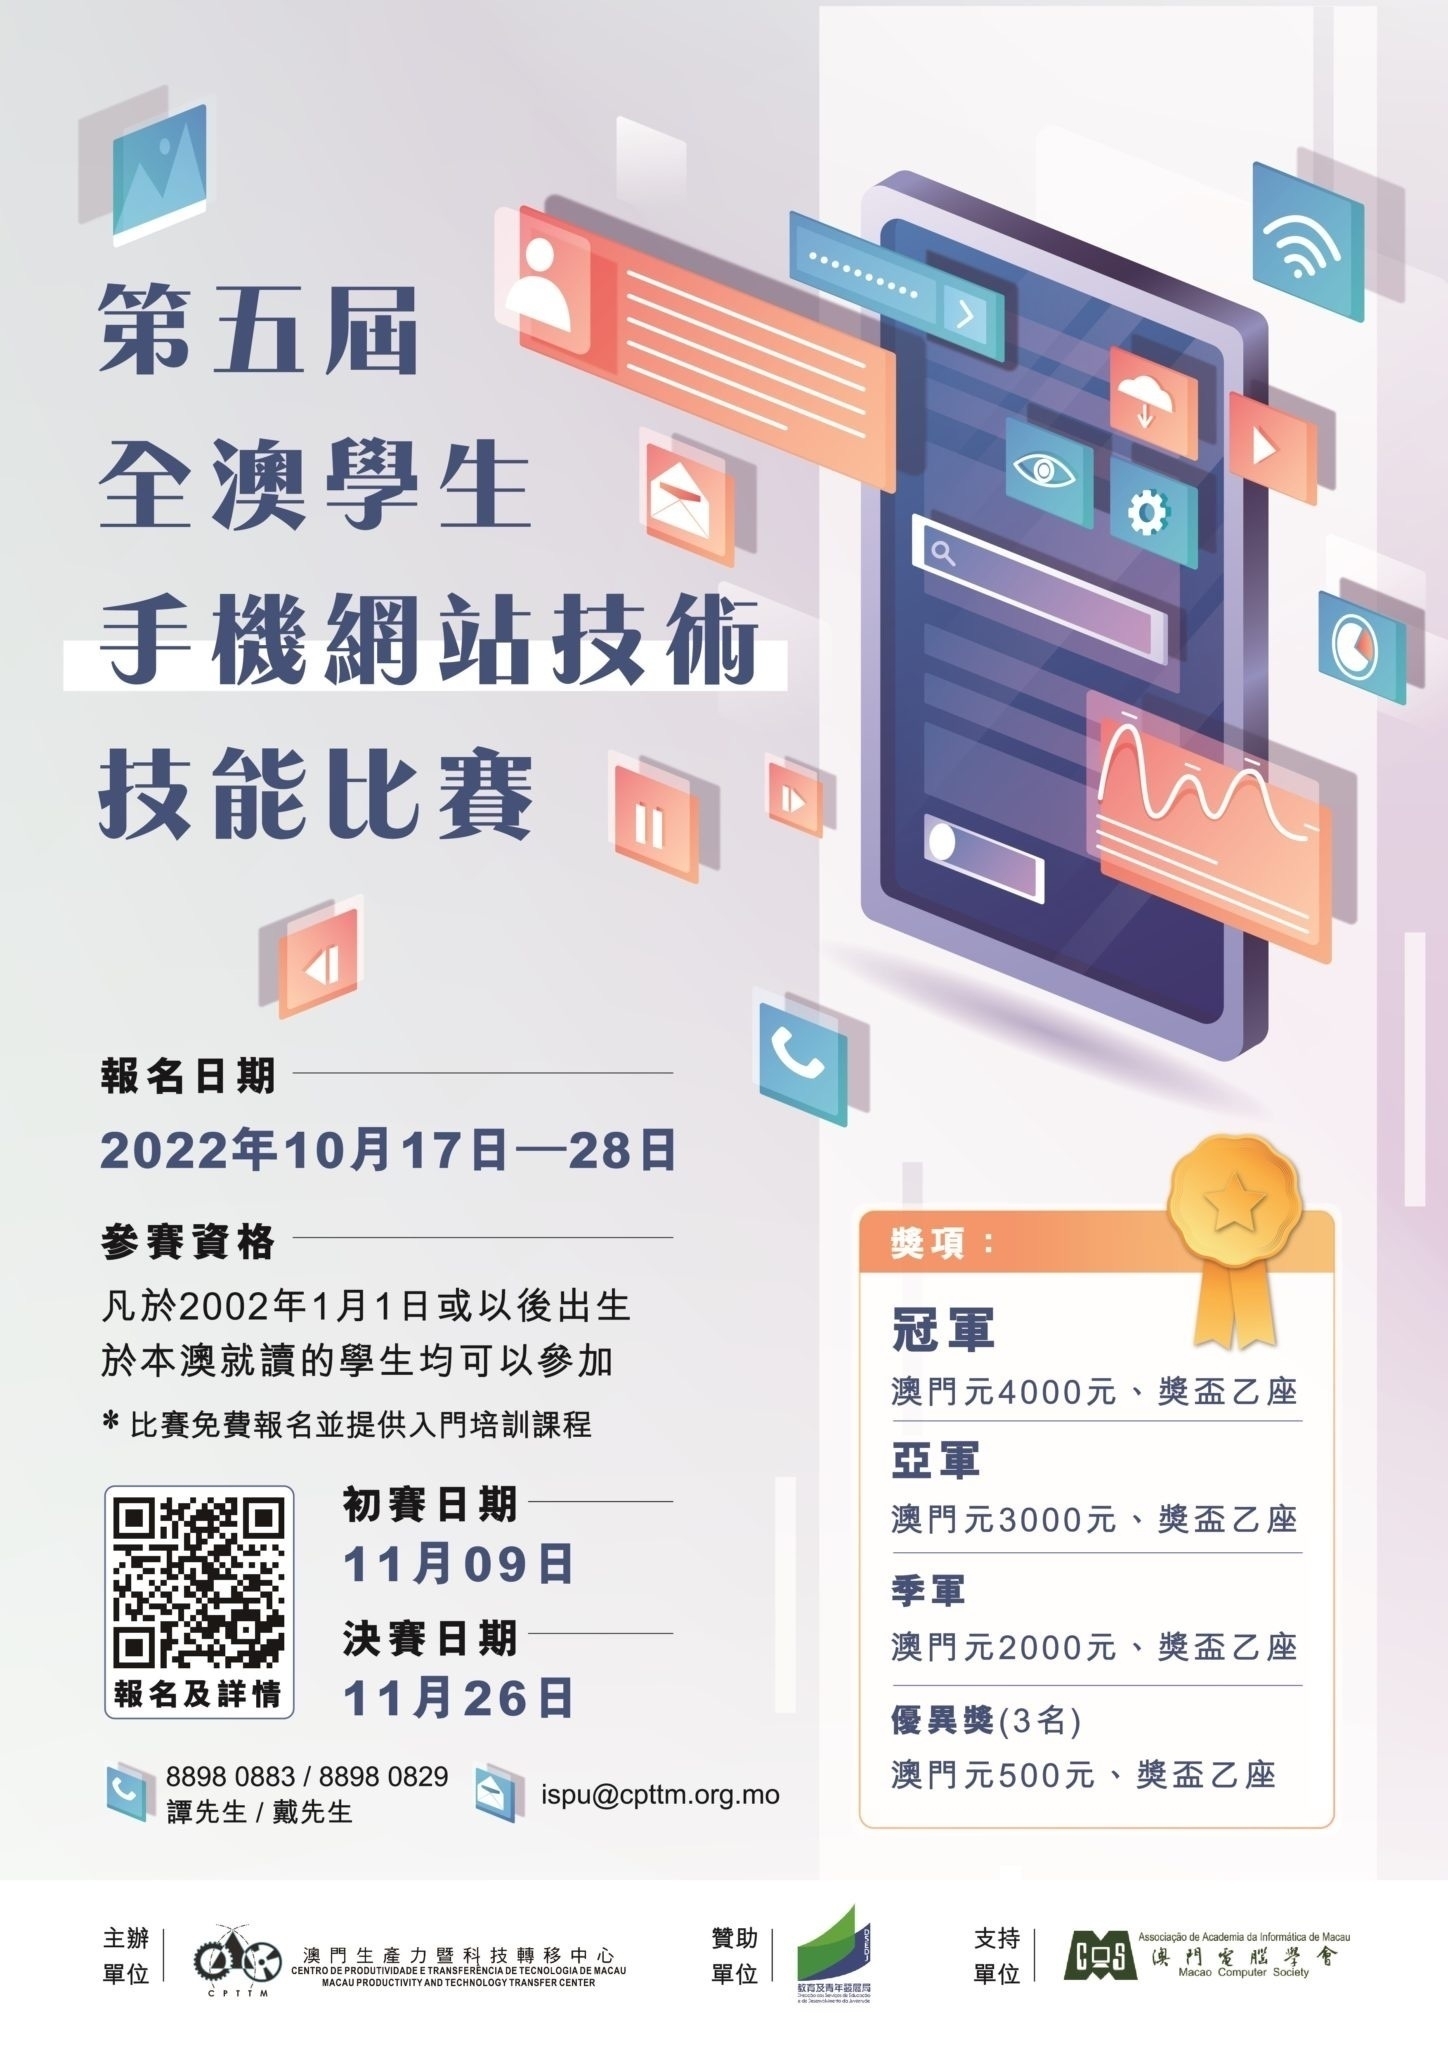 第五屆
全澳學生
手機網站技術
技能比賽
報名日期
2022年10月17日—28日
參賽資格
凡於2002年1月1日或以後出生
於本澳就讀的學生均可以參加
* 比賽免費報名並提供入門培訓課程
報名及詳情
初賽日期
11月09日
決賽日期
11月26日
8898 0883 / 8898 0829
譚先生 / 戴先生
ispu@cpttm.org.mo
獎項：
冠軍
澳門元4000元、獎盃乙座
亞軍
澳門元3000元、獎盃乙座
季軍
澳門元2000元、獎盃乙座
優異獎(3名)
澳門元500元、獎盃乙座
主辦
單位
CPTTM
澳門生產力暨科技轉移中心
CENTRO DE PRODUTIVIDADE E TRANSFERÊNCIA DE TECNOLOGIA DE MACAU
MACAU PRODUCTIVITY AND TECHNOLOGY TRANSFER CENTER
贊助
單位
DSEDJ
教育及青年發展局
Direcção dos Serviços de Educação
e de Desenvolvimento da Juventude
支持
單位
MCS
Associação de Academia da Informática de Macau
澳門電腦學會
Macao Computer Society